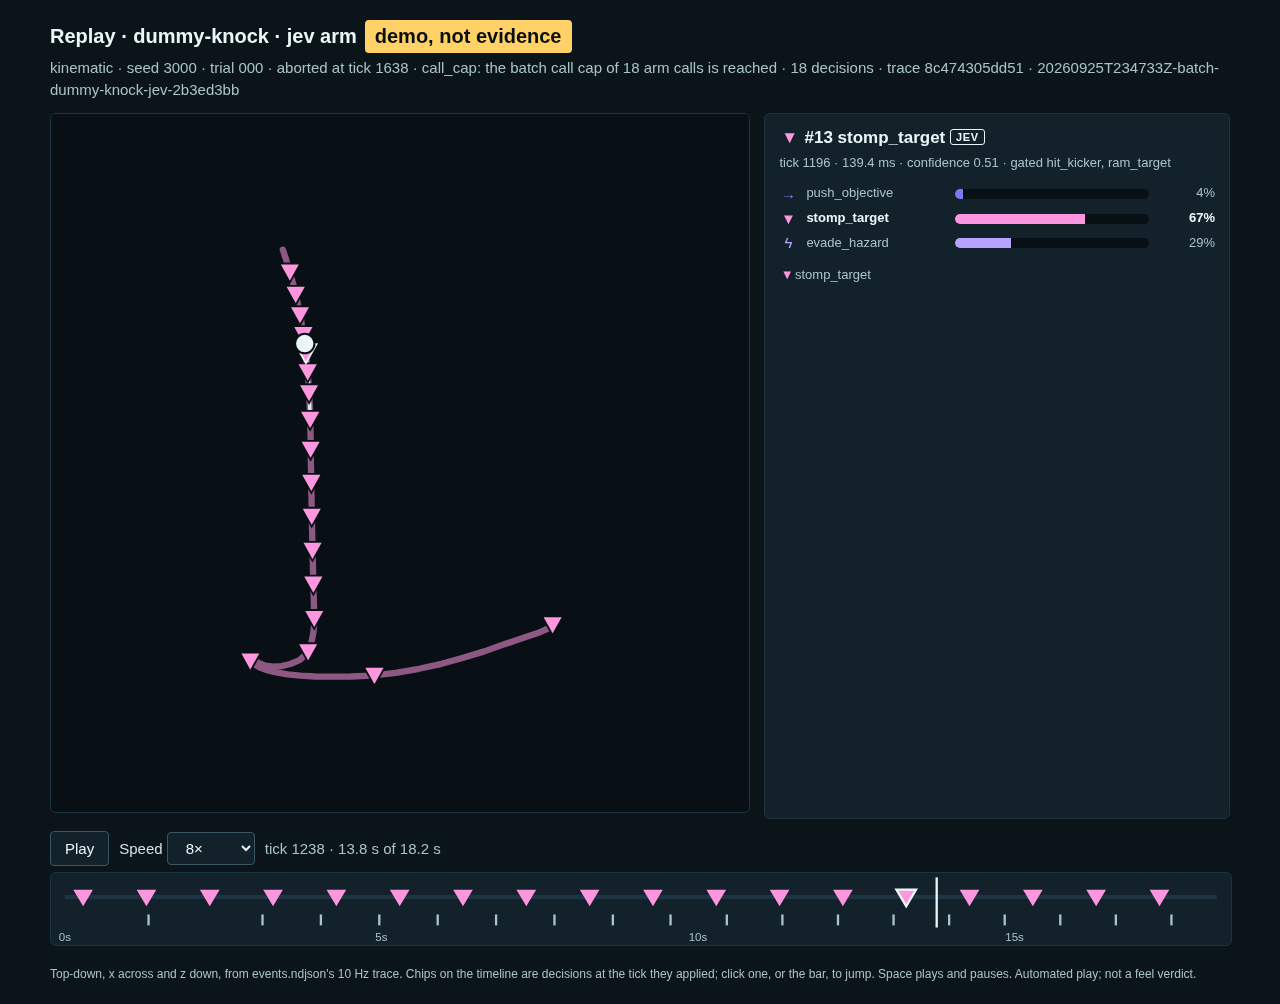 Replay · dummy-knock · jev arm demo, not evidence
kinematic · seed 3000 · trial 000 · aborted at tick 1638 · call_cap: the batch call cap of 18 arm calls is reached · 18 decisions · trace 8c474305dd51 · 20260925T234733Z-batch-
dummy-knock-jev-2b3ed3bb
#13 stomp_target JEV
tick 1196 · 139.4 ms · confidence 0.51 · gated hit_kicker, ram_target
push_objective 4%
stomp_target 67%
evade_hazard 29%
stomp_target
Play Speed 8× tick 1238 · 13.8 s of 18.2 s
0s 5s 10s 15s
Top-down, x across and z down, from events.ndjson's 10 Hz trace. Chips on the timeline are decisions at the tick they applied; click one, or the bar, to jump. Space plays and pauses. Automated play; not a feel verdict.